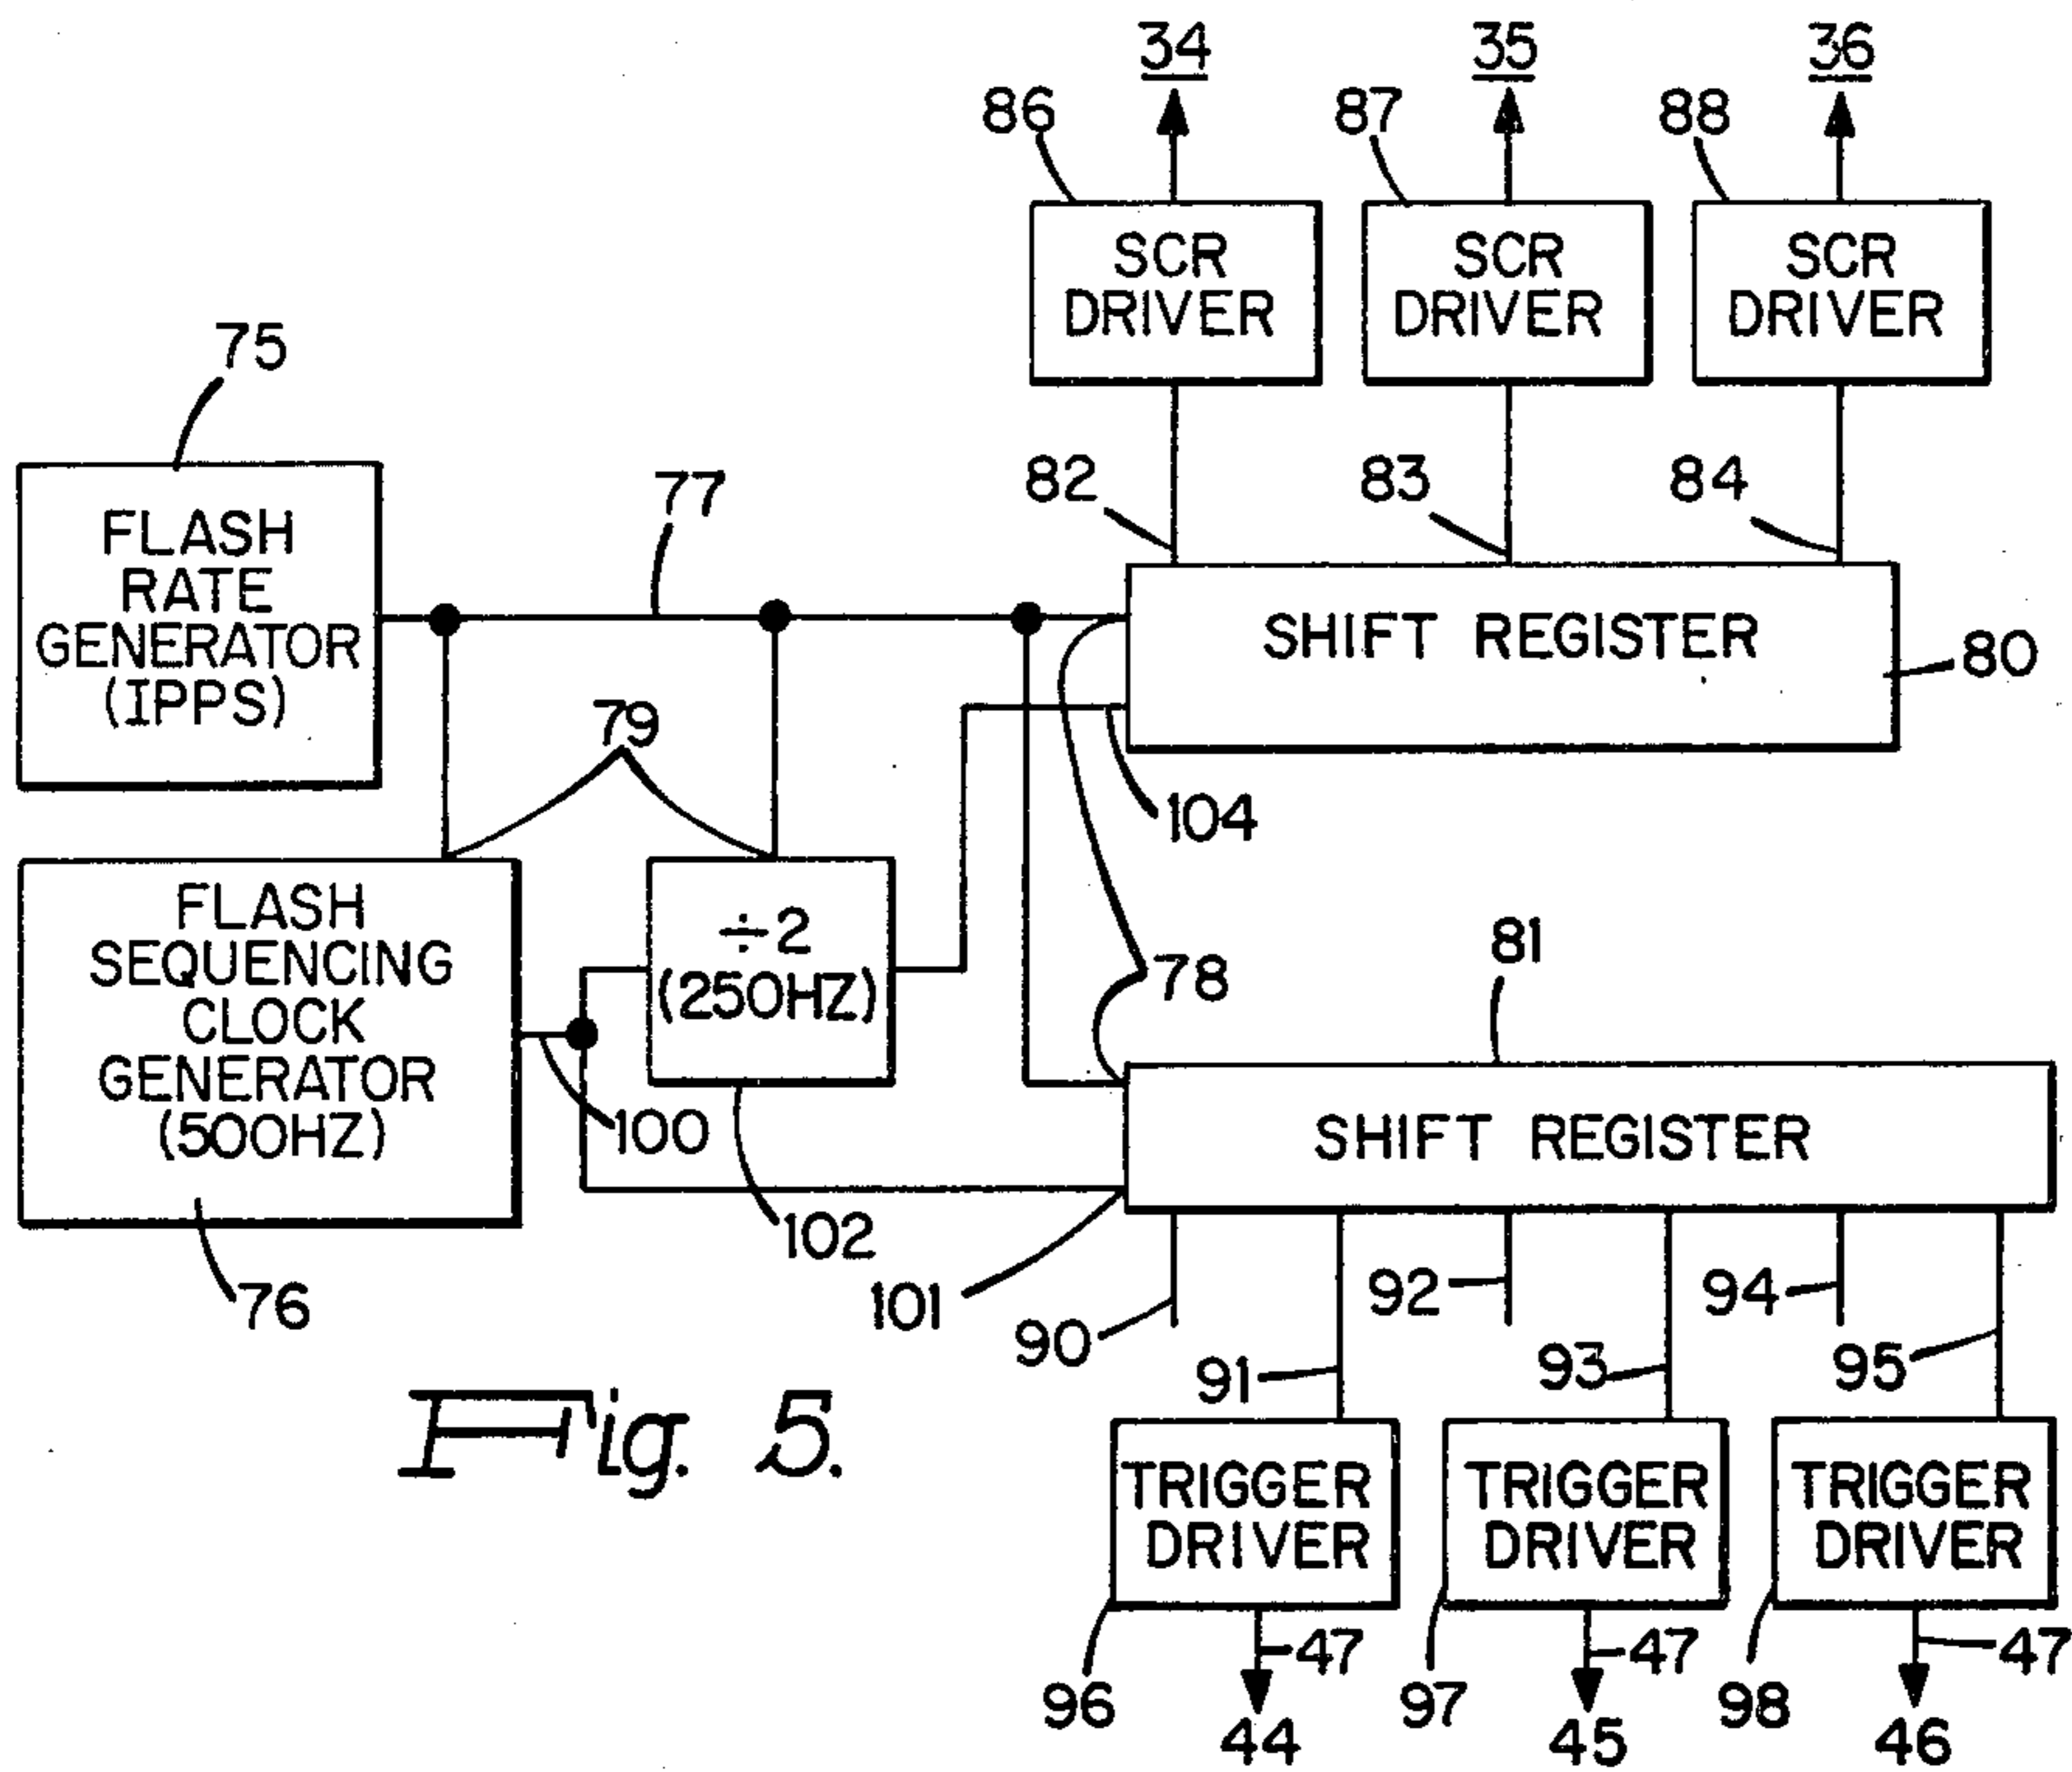 34 35 36
86 87 88
SCR DRIVER
SCR DRIVER
SCR DRIVER
75
77
82 83 84
FLASH
RATE
GENERATOR
(IPPS)
SHIFT REGISTER
80
79
104
FLASH
SEQUENCING
CLOCK
GENERATOR
(500HZ)
÷2
(250HZ)
78
81
100
SHIFT REGISTER
102
76
101
90
91
92
93
94
95
TRIGGER DRIVER
TRIGGER DRIVER
TRIGGER DRIVER
47 47 47
96 97 98
44 45 46
Fig. 5.